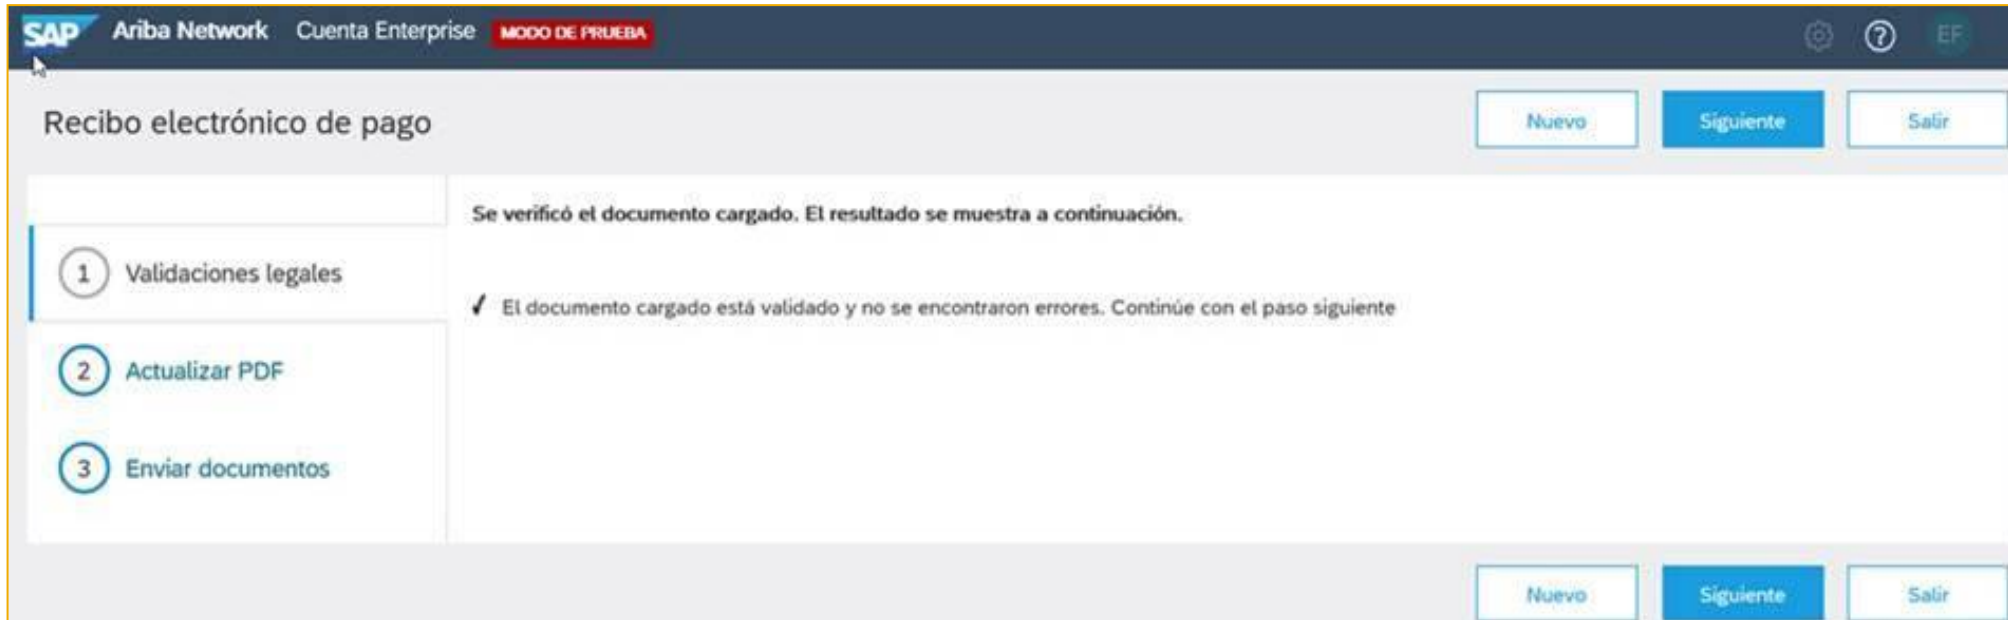 SAP Ariba Network Cuenta Enterprise MODO DE PRUEBA ? EF
Recibo electrónico de pago Nuevo Siguiente Salir
Se verificó el documento cargado. El resultado se muestra a continuación.
1 Validaciones legales
✓ El documento cargado está validado y no se encontraron errores. Continúe con el paso siguiente
2 Actualizar PDF
3 Enviar documentos
Nuevo Siguiente Salir